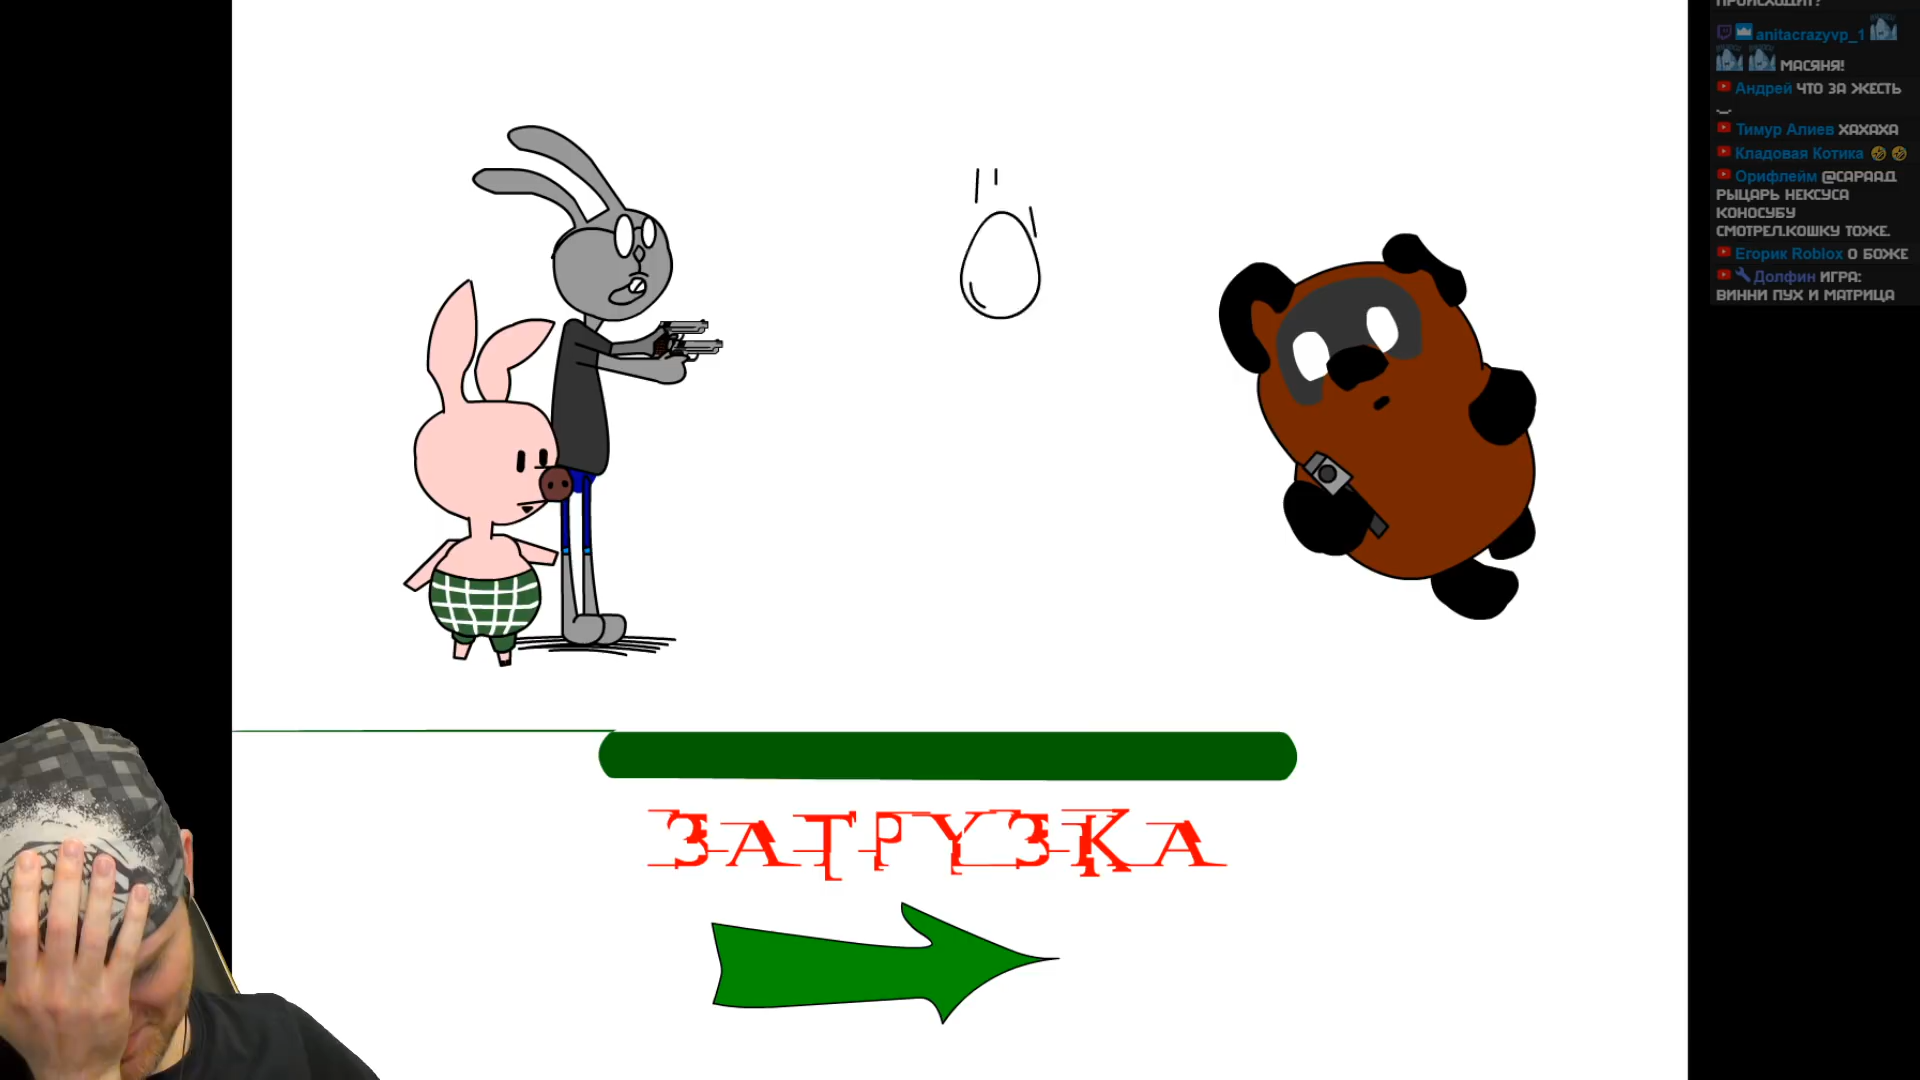 ПРОИСХОДИТ?
anitacrazyvp_1
МАСЯНЯ!
Андрей ЧТО ЗА ЖЕСТЬ
Тимур Алиев ХАХАХА
Кладовая Котика
Орифлейм @САРААД
РЫЦАРЬ НЕКСУСА
КОНОСУБУ
СМОТРЕЛ.КОШКУ ТОЖЕ.
Егорик Roblox О БОЖЕ
Долфин ИГРА:
ВИННИ ПУХ И МАТРИЦА
ЗАГРУЗКА